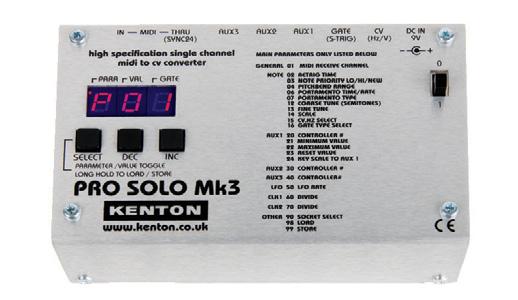 IN — MIDI — THRU (SYNC24) AUX3 AUX2 AUX1 GATE (S-TRIG) CV (Hz/V) DC IN 9V
high specification single channel
midi to cv converter
PARA VAL GATE
P01
SELECT DEC INC
PARAMETER / VALUE TOGGLE
LONG HOLD TO LOAD / STORE
PRO SOLO Mk3
KENTON
www.kenton.co.uk
MAIN PARAMETERS ONLY LISTED BELOW
GENERAL 01 MIDI RECEIVE CHANNEL
NOTE 02 RETRIG TIME
03 NOTE PRIORITY LO/HI/NEW
04 PITCHBEND RANGE
06 PORTAMENTO TIME/RATE
07 PORTAMENTO TYPE
12 COARSE TUNE (SEMITONES)
13 FINE TUNE
14 SCALE
15 CV.HZ SELECT
16 GATE TYPE SELECT
AUX1 20 CONTROLLER #
21 MINIMUM VALUE
22 MAXIMUM VALUE
23 RESET VALUE
24 KEY SCALE TO AUX 1
AUX2 30 CONTROLLER #
AUX3 40 CONTROLLER#
LFO 50 LFO RATE
CLK1 60 DIVIDE
CLK2 70 DIVIDE
OTHER 90 SOCKET SELECT
98 LOAD
99 STORE
- +
0
1
CE